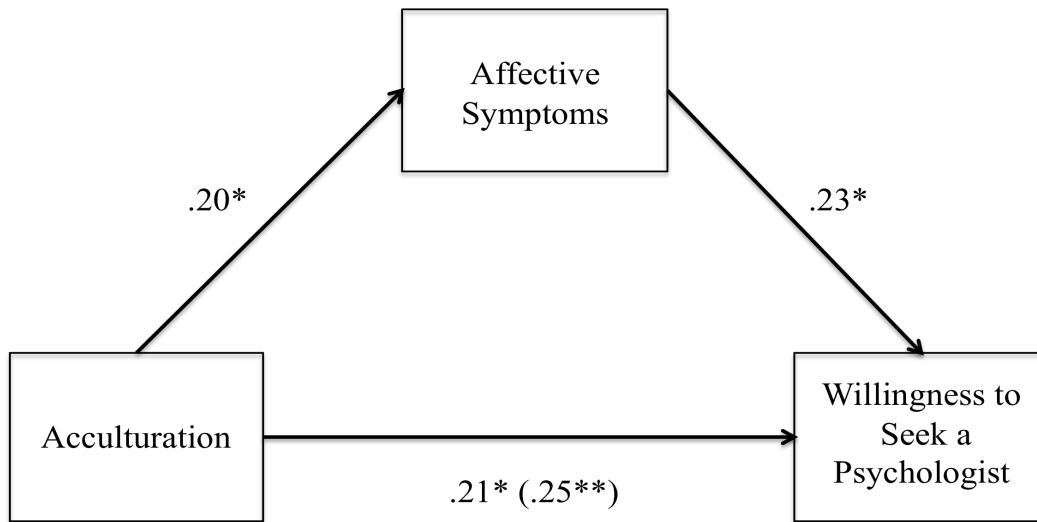 Affective
Symptoms
.20*
.23*
Acculturation
Willingness to
Seek a
Psychologist
.21* (.25**)